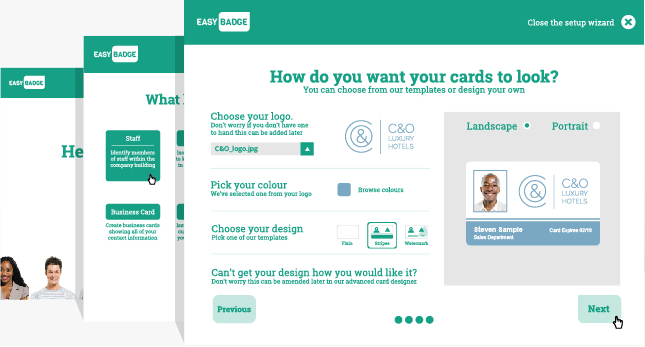 EASY BADGE
He
EASY BADGE
What
Staff
Identify members
of staff within the
company building
Business Card
Create business cards
showing all of your
contact information
EASY BADGE
Close the setup wizard
How do you want your cards to look?
You can choose from our templates or design your own
Choose your logo.
Don't worry if you don't have one
to hand this can be added later
C&O_logo.jpg
C&O
LUXURY
HOTELS
Pick your colour
We've selected one from your logo
Browse colours
Choose your design
Pick one of our templates
Plain
Stripes
Watermark
Can't get your design how you would like it?
Don't worry this can be amended later in our advanced card designer.
Previous
Landscape
Portrait
C&O
LUXURY
HOTELS
Steven Sample
Card Expires 02/19
Sales Department
Next